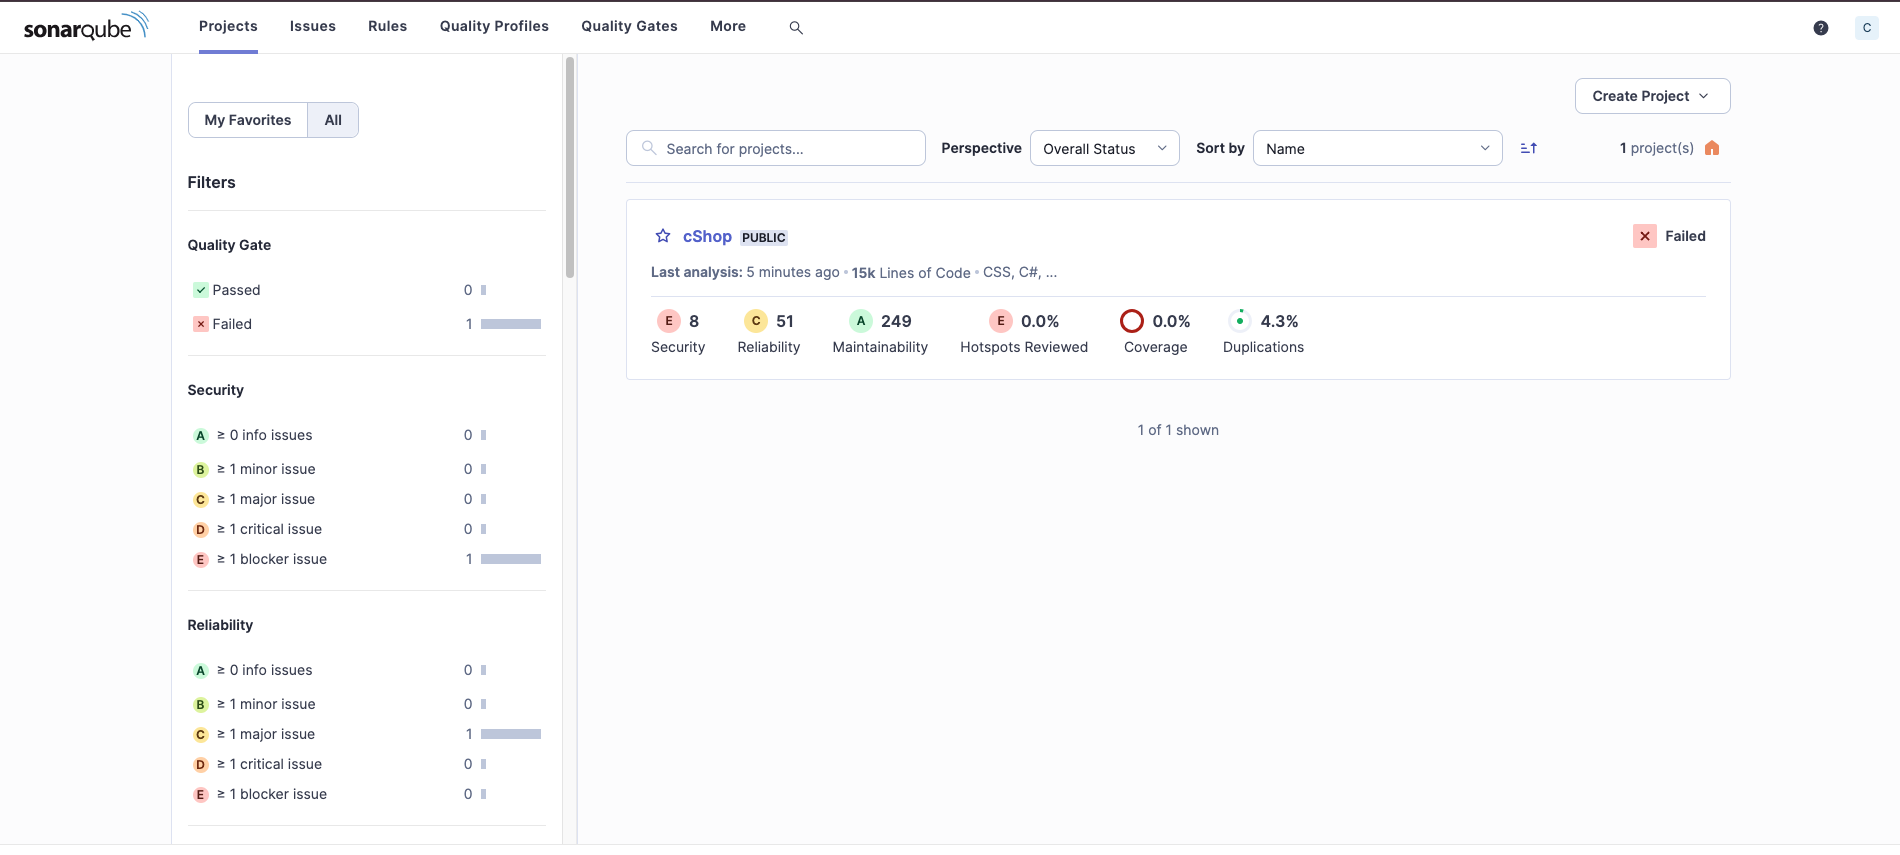 sonarqube Projects Issues Rules Quality Profiles Quality Gates More ? C
My Favorites All
Filters
Quality Gate
Passed 0
Failed 1
Security
A ≥ 0 info issues 0
B ≥ 1 minor issue 0
C ≥ 1 major issue 0
D ≥ 1 critical issue 0
E ≥ 1 blocker issue 1
Reliability
A ≥ 0 info issues 0
B ≥ 1 minor issue 0
C ≥ 1 major issue 1
D ≥ 1 critical issue 0
E ≥ 1 blocker issue 0
Create Project
Search for projects... Perspective Overall Status Sort by Name 1 project(s)
cShop PUBLIC Failed
Last analysis: 5 minutes ago • 15k Lines of Code • CSS, C#, ...
E 8 C 51 A 249 E 0.0% 0.0% 4.3%
Security Reliability Maintainability Hotspots Reviewed Coverage Duplications
1 of 1 shown